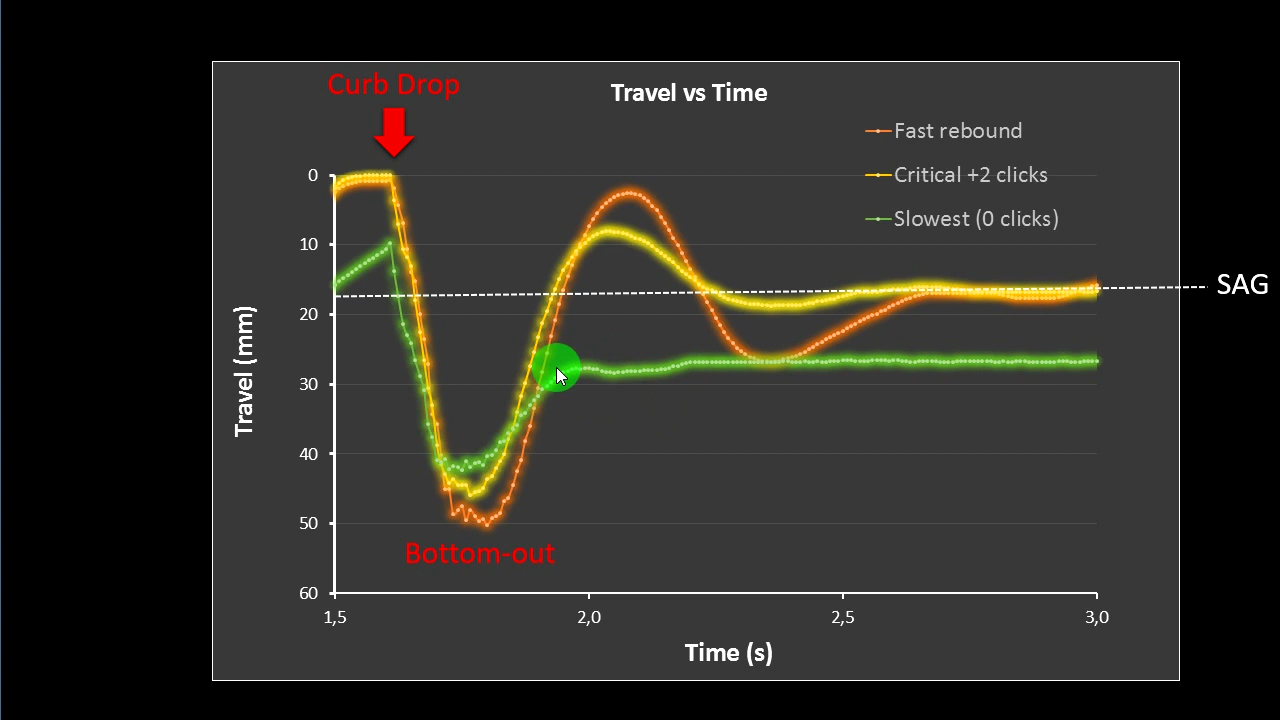 Curb Drop
Travel vs Time
Fast rebound
Critical +2 clicks
Slowest (0 clicks)
0
10
20
30
40
50
60
SAG
Travel (mm)
Bottom-out
1,5
2,0
2,5
3,0
Time (s)